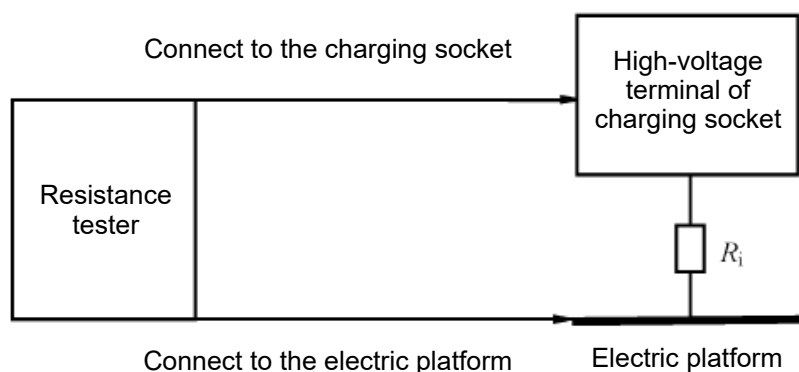 Connect to the charging socket
High-voltage
terminal of
charging socket
Resistance
tester
Ri
Connect to the electric platform
Electric platform